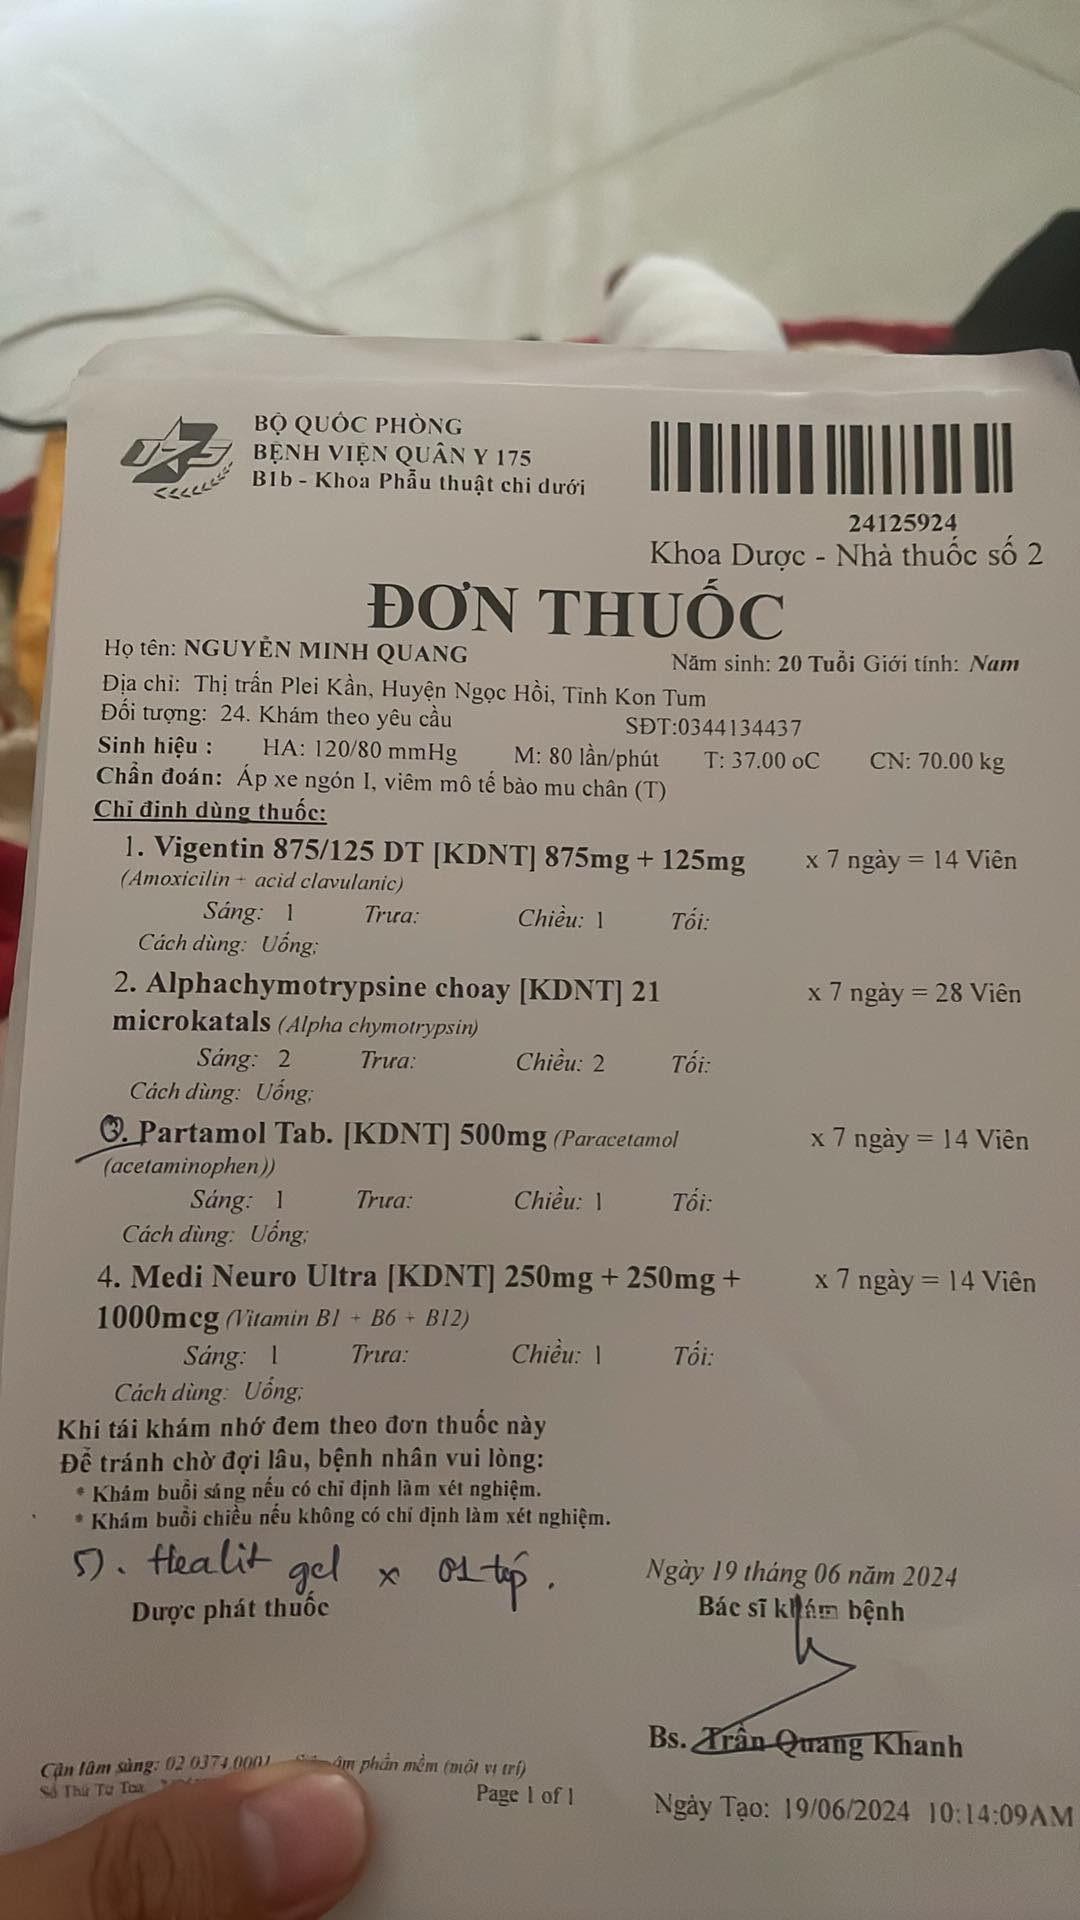 175
BỘ QUỐC PHÒNG
BỆNH VIỆN QUÂN Y 175
B1b - Khoa Phẫu thuật chi dưới
24125924
Khoa Dược - Nhà thuốc số 2
ĐƠN THUỐC
Họ tên: NGUYỄN MINH QUANG Năm sinh: 20 Tuổi Giới tính: Nam
Địa chỉ: Thị trấn Plei Kần, Huyện Ngọc Hồi, Tỉnh Kon Tum
Đối tượng: 24. Khám theo yêu cầu SĐT:0344134437
Sinh hiệu : HA: 120/80 mmHg M: 80 lần/phút T: 37.00 oC CN: 70.00 kg
Chẩn đoán: Áp xe ngón I, viêm mô tế bào mu chân (T)
Chỉ định dùng thuốc:
1. Vigentin 875/125 DT [KDNT] 875mg + 125mg x 7 ngày = 14 Viên
(Amoxicilin + acid clavulanic)
Sáng: 1 Trưa: Chiều: 1 Tối:
Cách dùng: Uống;
2. Alphachymotrypsine choay [KDNT] 21 x 7 ngày = 28 Viên
microkatals (Alpha chymotrypsin)
Sáng: 2 Trưa: Chiều: 2 Tối:
Cách dùng: Uống;
3. Partamol Tab. [KDNT] 500mg (Paracetamol x 7 ngày = 14 Viên
(acetaminophen))
Sáng: 1 Trưa: Chiều: 1 Tối:
Cách dùng: Uống;
4. Medi Neuro Ultra [KDNT] 250mg + 250mg + x 7 ngày = 14 Viên
1000mcg (Vitamin B1 + B6 + B12)
Sáng: 1 Trưa: Chiều: 1 Tối:
Cách dùng: Uống;
Khi tái khám nhớ đem theo đơn thuốc này
Để tránh chờ đợi lâu, bệnh nhân vui lòng:
* Khám buổi sáng nếu có chỉ định làm xét nghiệm.
* Khám buổi chiều nếu không có chỉ định làm xét nghiệm.
5). Healit gel x 01 tép.
Ngày 19 tháng 06 năm 2024
Dược phát thuốc Bác sĩ khám bệnh
Bs. Trần Quang Khanh
Cận lâm sàng: 02.0374.0001 âm phần mềm (một vị trí)
Số Thứ Tự Toa
Page 1 of 1
Ngày Tạo: 19/06/2024 10:14:09AM